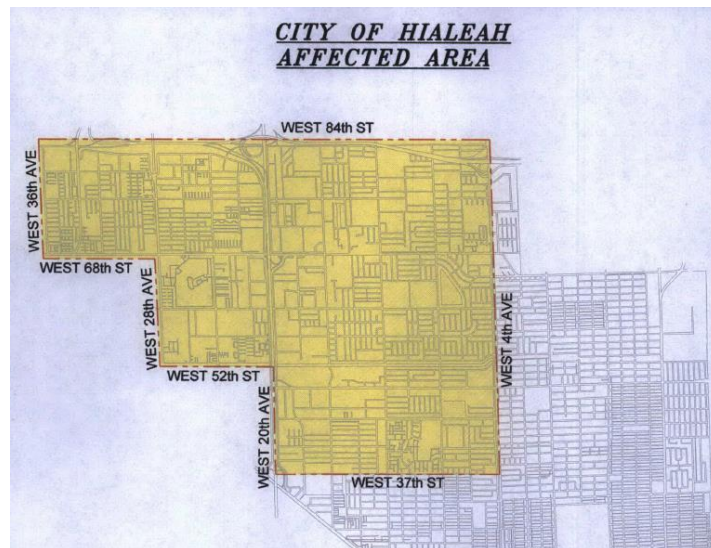 CITY OF HIALEAH
AFFECTED AREA
WEST 84th ST
WEST 36th AVE
WEST 68th ST
WEST 28th AVE
WEST 4th AVE
WEST 52th ST
WEST 20th AVE
WEST 37th ST